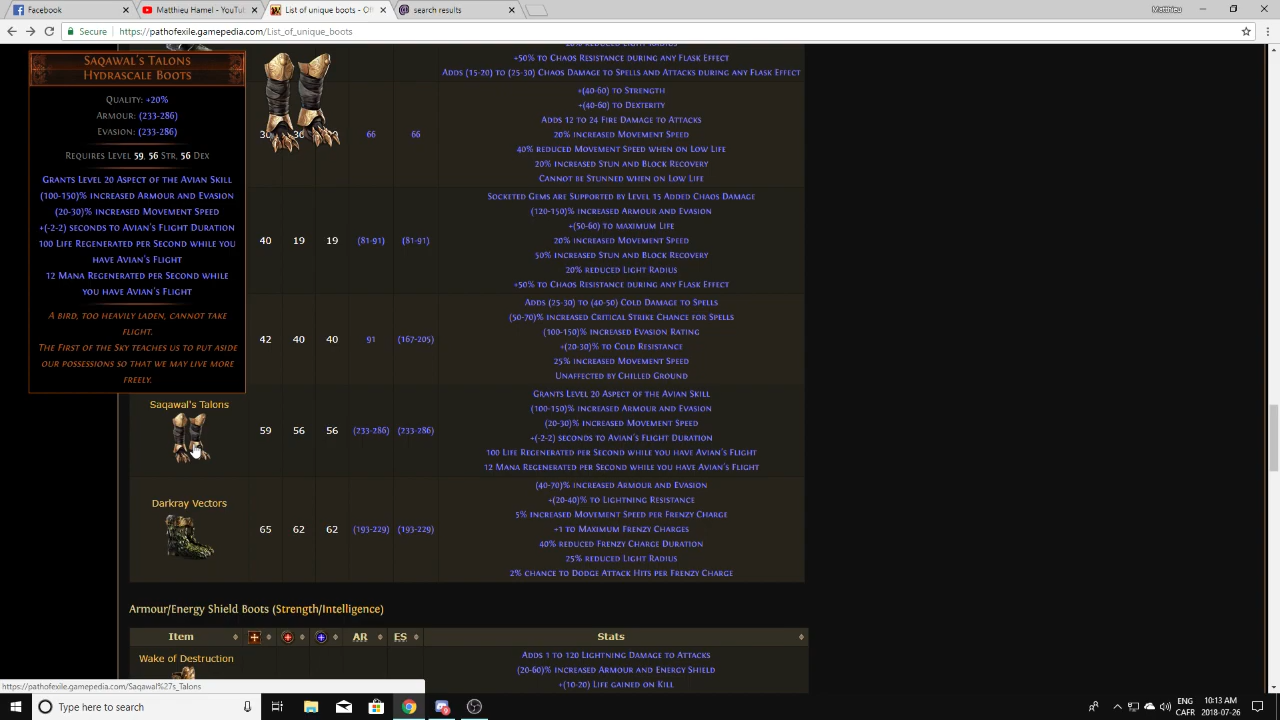 Facebook
Meditat - YouTube
List of unique boots - Off
search results
Secure
https://pathofexile.gamepedia.com/List_of_unique_boots
Saqawal's Talons
Hydrascale Boots
Quality: +20%
Armour: (233-286)
Evasion: (233-286)
Requires Level 59, 56 Str, 56 Dex
Grants Level 20 Aspect of the Avian Skill
(100-150)% increased Armour and Evasion
(20-30)% increased Movement Speed
+(-2-2) seconds to Avian's Flight Duration
100 Life Regenerated per Second while you
have Avian's Flight
12 Mana Regenerated per Second while
you have Avian's Flight
A bird, too heavily laden, cannot take
flight.
The First of the Sky teaches us to put aside
our possessions so that we may live more
freely.
20% reduced Light Radius
+50% to Chaos Resistance during any Flask Effect
Adds (15-20) to (25-30) Chaos Damage to Spells and Attacks during any Flask Effect
66 66
+(40-60) to Strength
+(40-60) to Dexterity
Adds 12 to 24 Fire Damage to Attacks
20% increased Movement Speed
40% reduced Movement Speed when on Low Life
20% increased Stun and Block Recovery
Cannot be Stunned when on Low Life
40 19 19 (81-91) (81-91)
Socketed Gems are Supported by Level 15 Added Chaos Damage
(120-150)% increased Armour and Evasion
+(50-60) to maximum Life
20% increased Movement Speed
50% increased Stun and Block Recovery
20% reduced Light Radius
+50% to Chaos Resistance during any Flask Effect
42 40 40 91 (167-205)
Adds (25-30) to (40-50) Cold Damage to Spells
(50-70)% increased Critical Strike Chance for Spells
(100-150)% increased Evasion Rating
+(20-30)% to Cold Resistance
25% increased Movement Speed
Unaffected by Chilled Ground
Saqawal's Talons
59 56 56 (233-286) (233-286)
Grants Level 20 Aspect of the Avian Skill
(100-150)% increased Armour and Evasion
(20-30)% increased Movement Speed
+(-2-2) seconds to Avian's Flight Duration
100 Life Regenerated per Second while you have Avian's Flight
12 Mana Regenerated per Second while you have Avian's Flight
Darkray Vectors
65 62 62 (193-229) (193-229)
(40-70)% increased Armour and Evasion
+(20-40)% to Lightning Resistance
5% increased Movement Speed per Frenzy Charge
+1 to Maximum Frenzy Charges
40% reduced Frenzy Charge Duration
25% reduced Light Radius
2% chance to Dodge Attack Hits per Frenzy Charge
Armour/Energy Shield Boots (Strength/Intelligence)
Item AR ES Stats
Wake of Destruction
Adds 1 to 120 Lightning Damage to Attacks
(20-60)% increased Armour and Energy Shield
+(10-20) Life gained on Kill
https://pathofexile.gamepedia.com/Saqawal%27s_Talons
Type here to search
ENG
CAFR
10:13 AM
2018-07-26